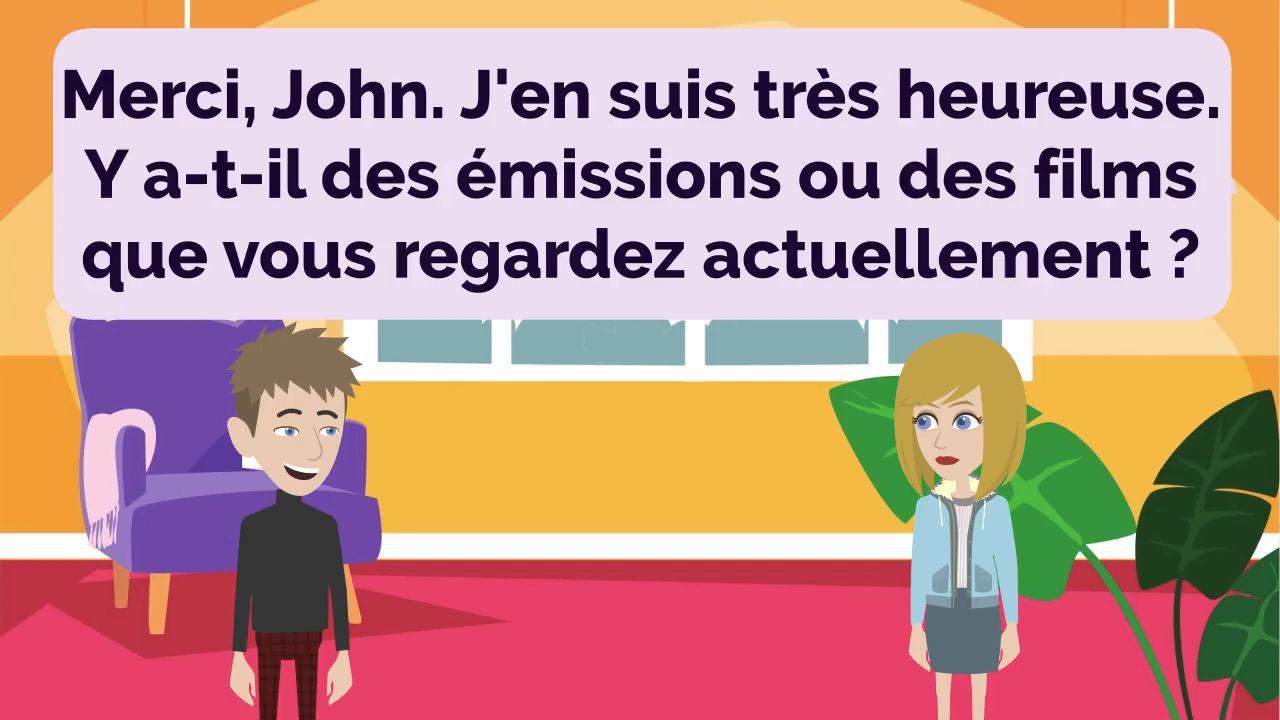 Merci, John. J'en suis très heureuse.
Y a-t-il des émissions ou des films
que vous regardez actuellement ?